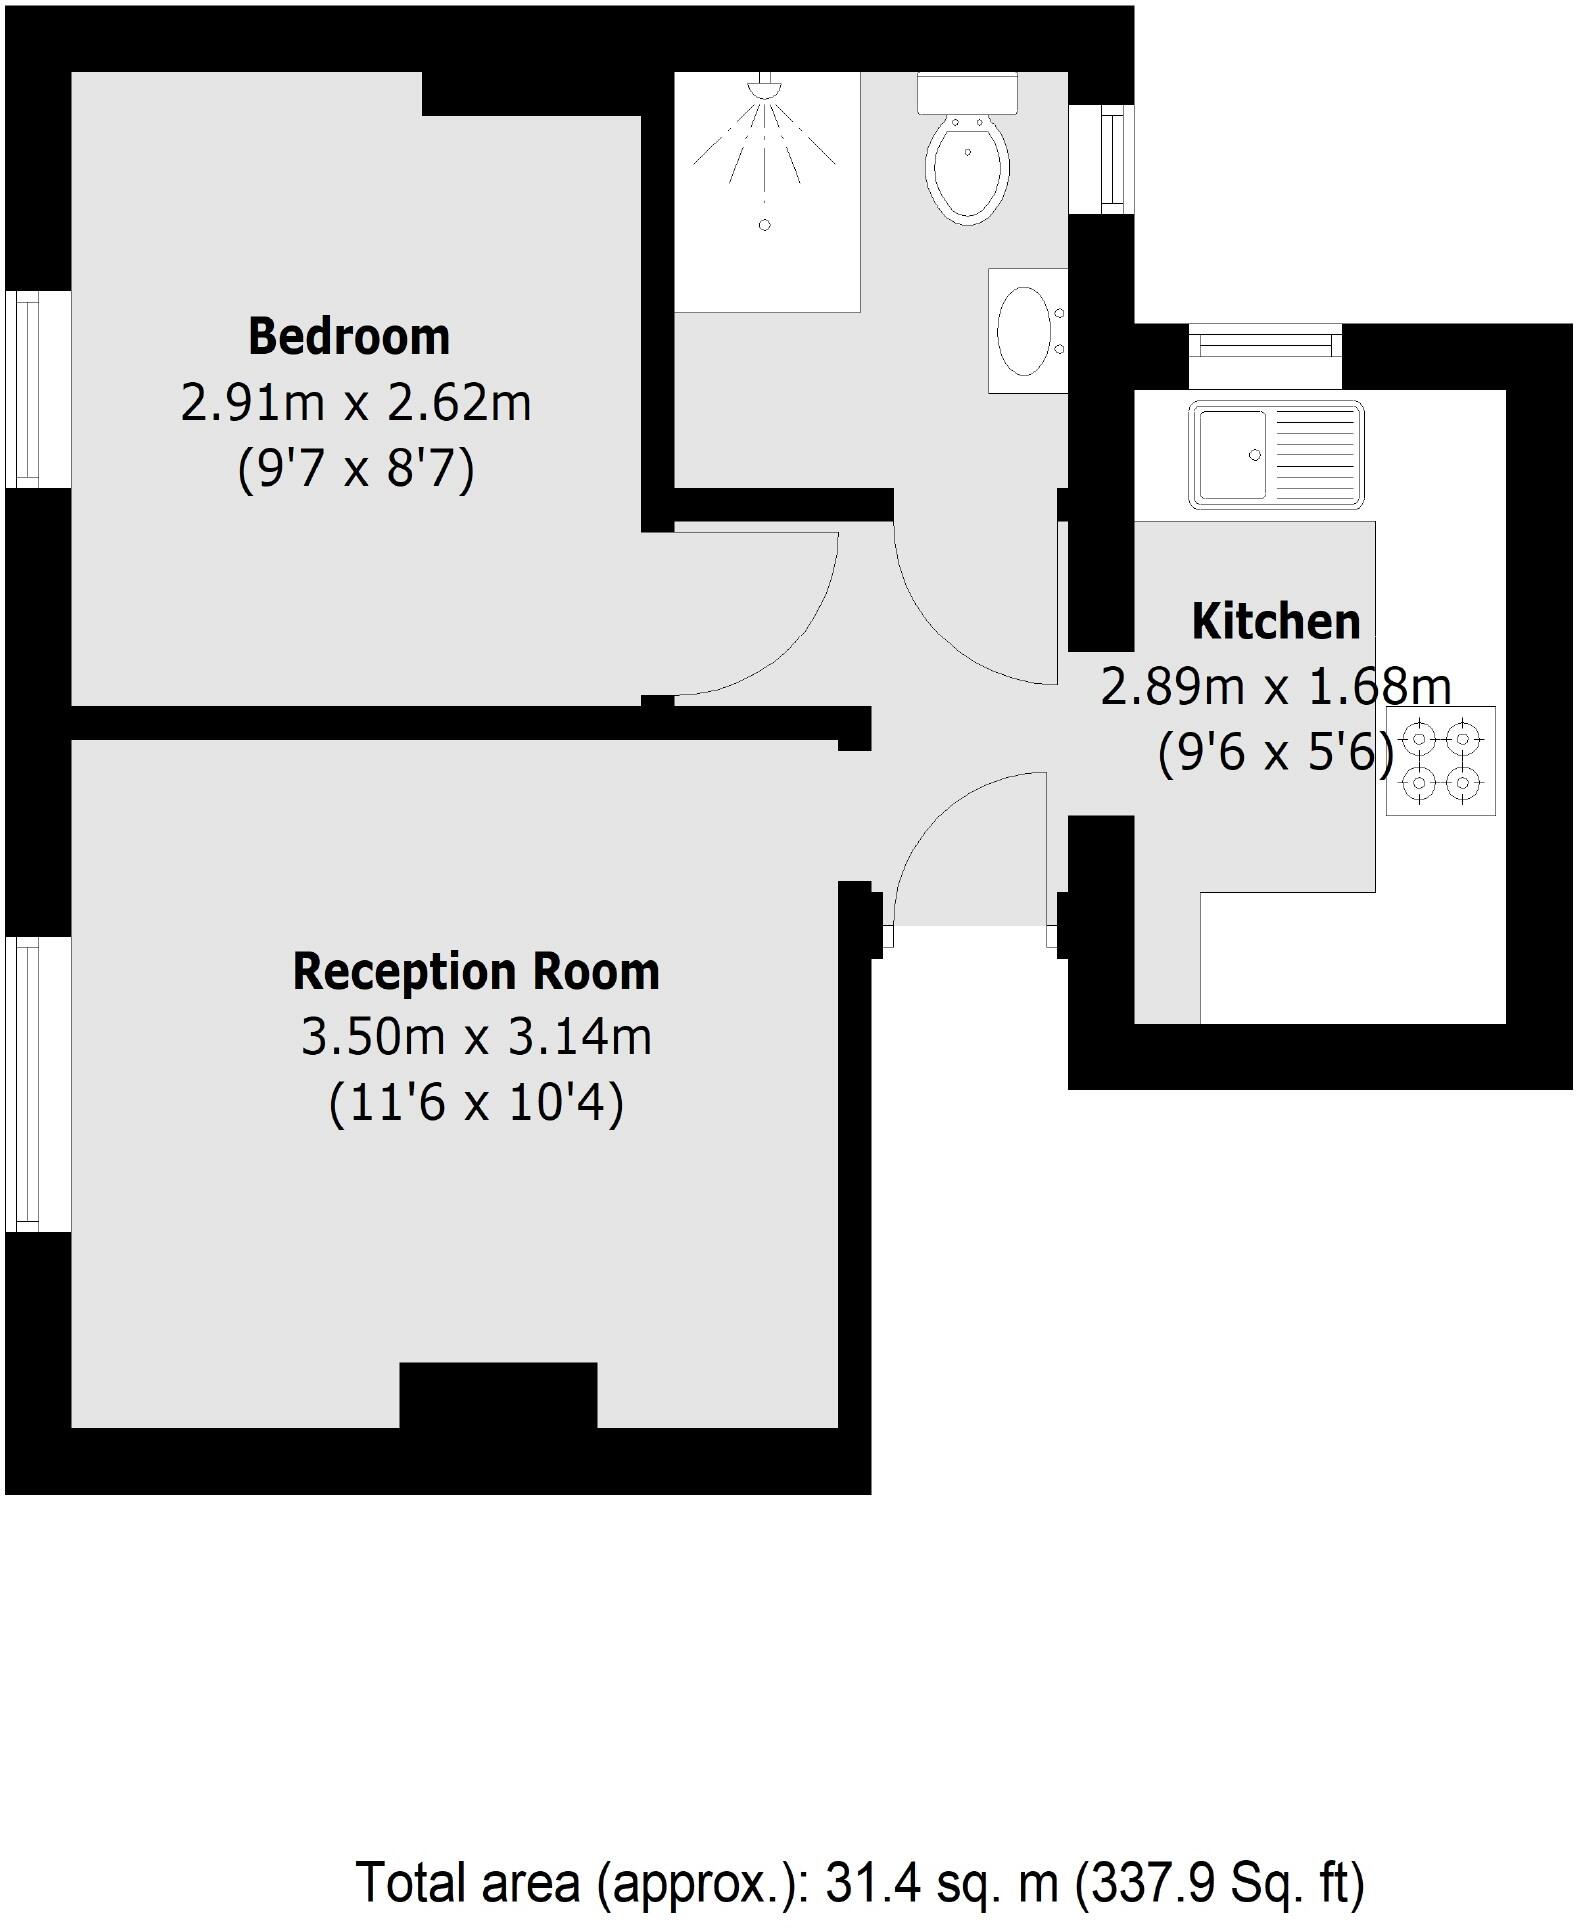 Bedroom
2.91m x 2.62m
(9'7 x 8'7)
Kitchen
2.89m x 1.68m
(9'6 x 5'6)
Reception Room
3.50m x 3.14m
(11'6 x 10'4)
Total area (approx.): 31.4 sq. m (337.9 Sq. ft)